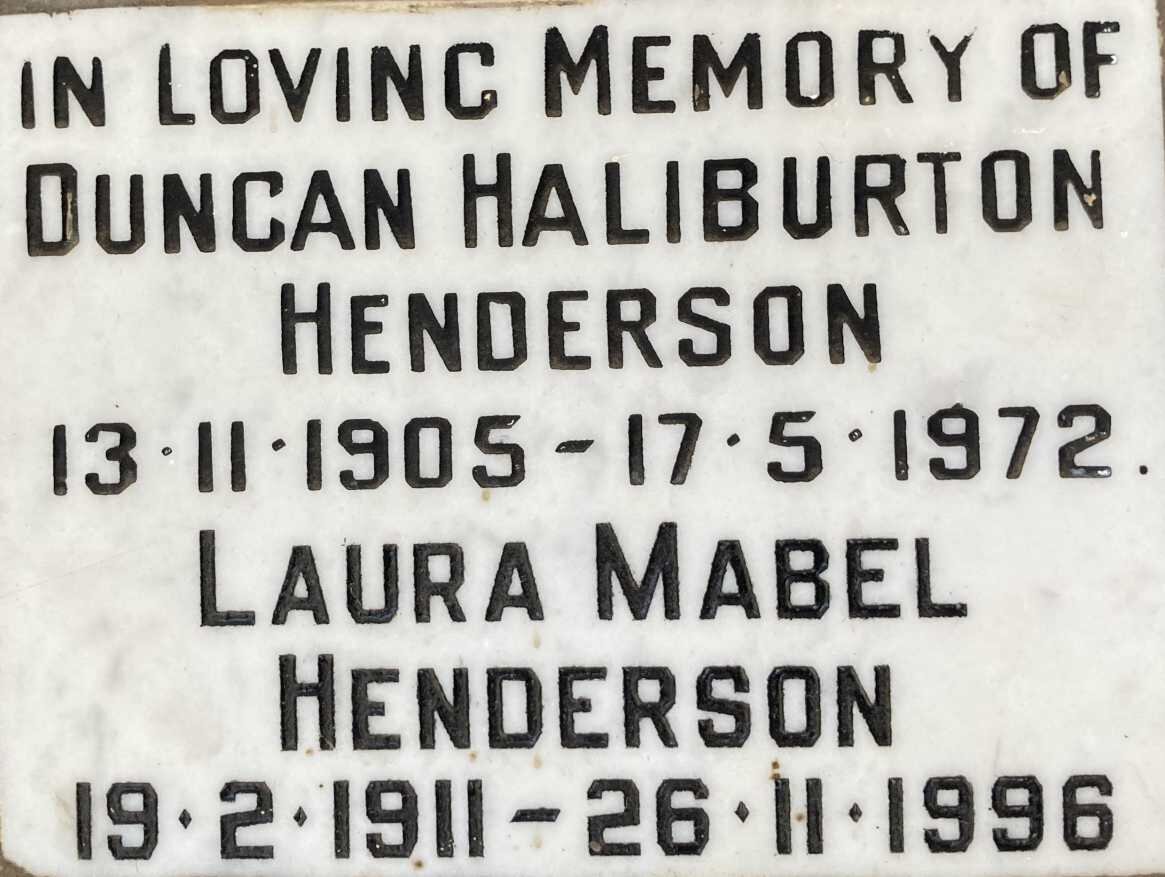 IN LOVING MEMORY OF
DUNCAN HALIBURTON
HENDERSON
13·11·1905-17·5·1972.
LAURA MABEL
HENDERSON
19·2·1911-26·11·1996